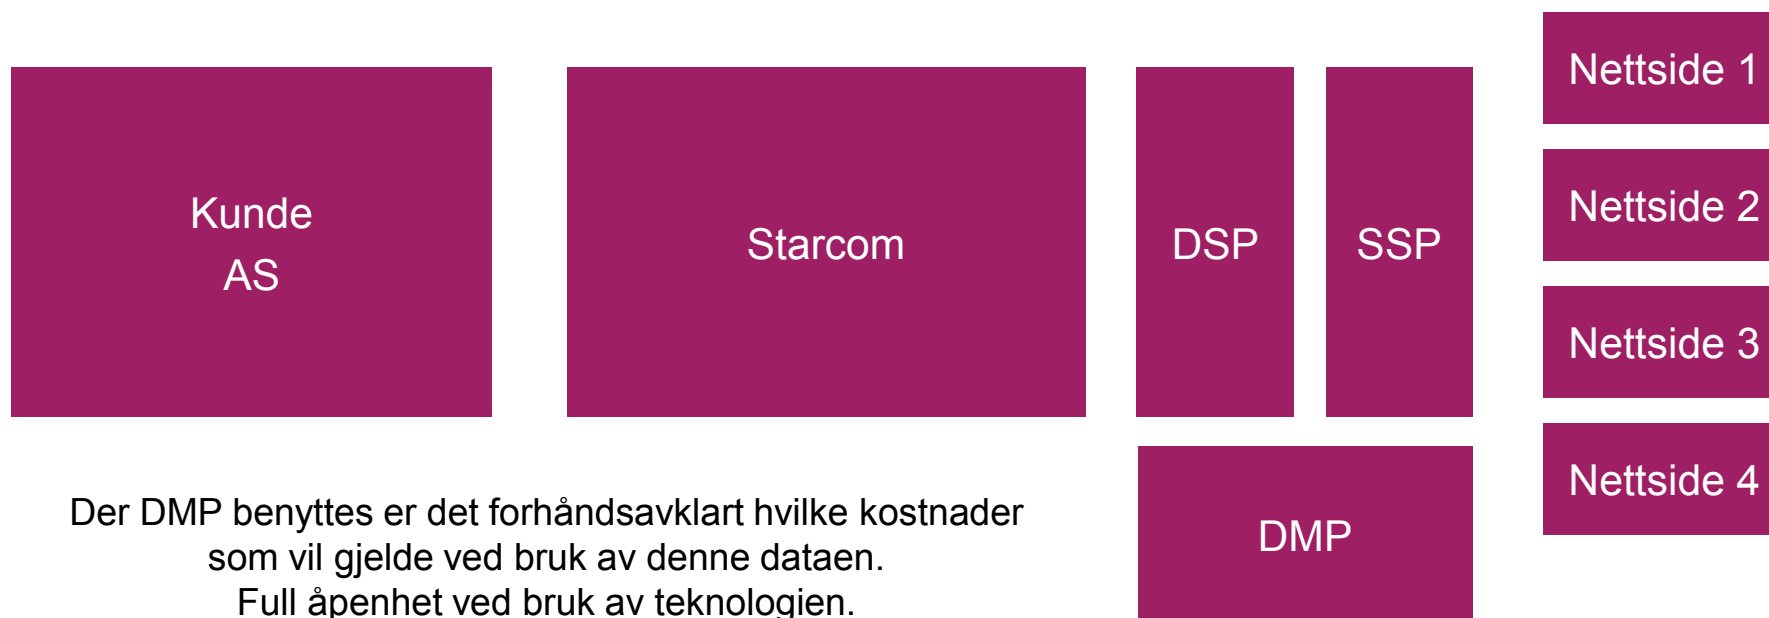 Kunde
AS
Starcom
DSP
SSP
Nettside 1
Nettside 2
Nettside 3
Nettside 4
DMP
Der DMP benyttes er det forhåndsavklart hvilke kostnader
som vil gjelde ved bruk av denne dataen.
Full åpenhet ved bruk av teknologien.